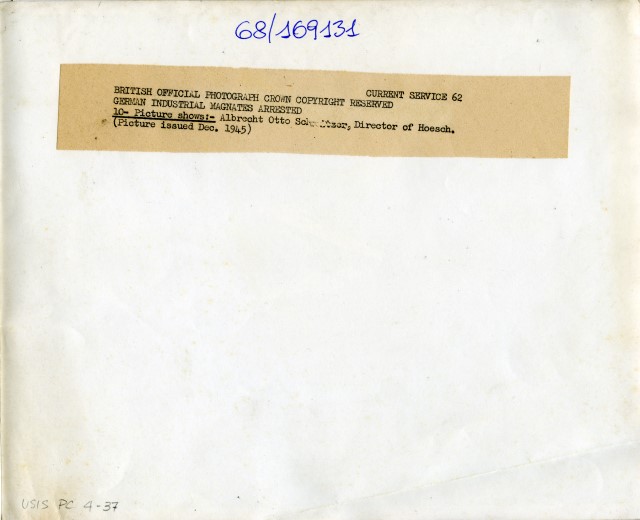 68/169131
BRITISH OFFICIAL PHOTOGRAPH CROWN COPYRIGHT RESERVED CURRENT SERVICE 62
GERMAN INDUSTRIAL MAGNATES ARRESTED
10- Picture shows:- Albrecht Otto Director of Hoesch.
(Picture issued Dec. 1945)
USIS PC 4-37